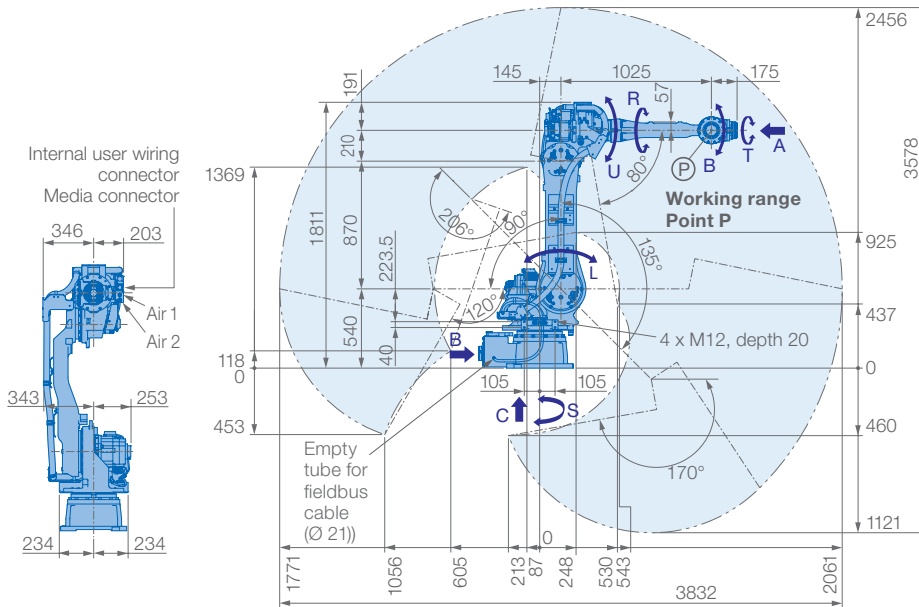 2456
145
1025
175
191
57
R
U
B
T
A
P
80°
210
Internal user wiring
connector
Media connector
Working range
Point P
3578
1369
1811
870
206°
90°
135°
925
346
203
223.5
L
120°
Air 1
Air 2
540
40
437
4 x M12, depth 20
B
118
0
0
343
253
105
105
C
S
453
460
Empty
tube for
fieldbus
cable
(Ø 21))
170°
234
234
1121
0
1771
1056
605
213
87
248
530
543
2061
3832